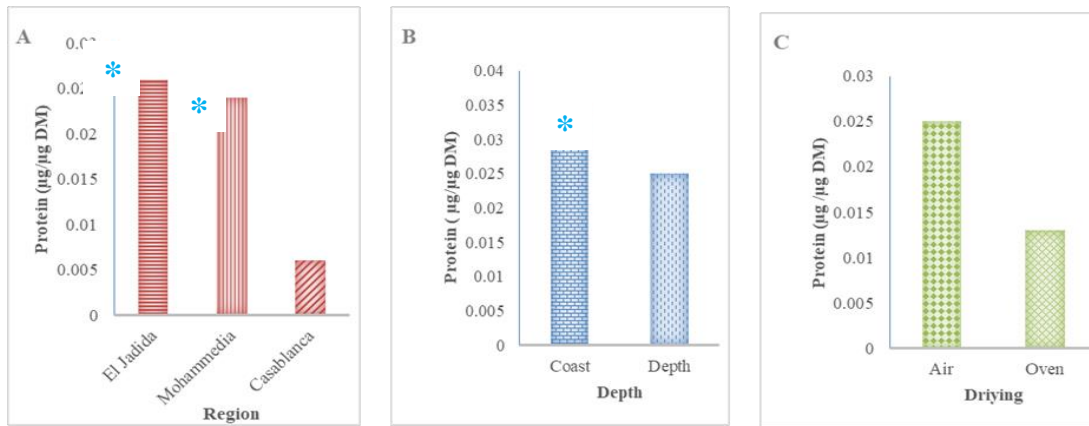 A
0.02
0.015
0.01
0.005
0
Protein (µg/µg DM)
El Jadida
Mohammedia
Casablanca
Region
B
0.04
0.035
0.03
0.025
0.02
0.015
0.01
0.005
0
Protein ( µg/µg DM)
Coast Depth
Depth
C
0.03
0.025
0.02
0.015
0.01
0.005
0
Protein (µg /µg DM)
Air Oven
Driying